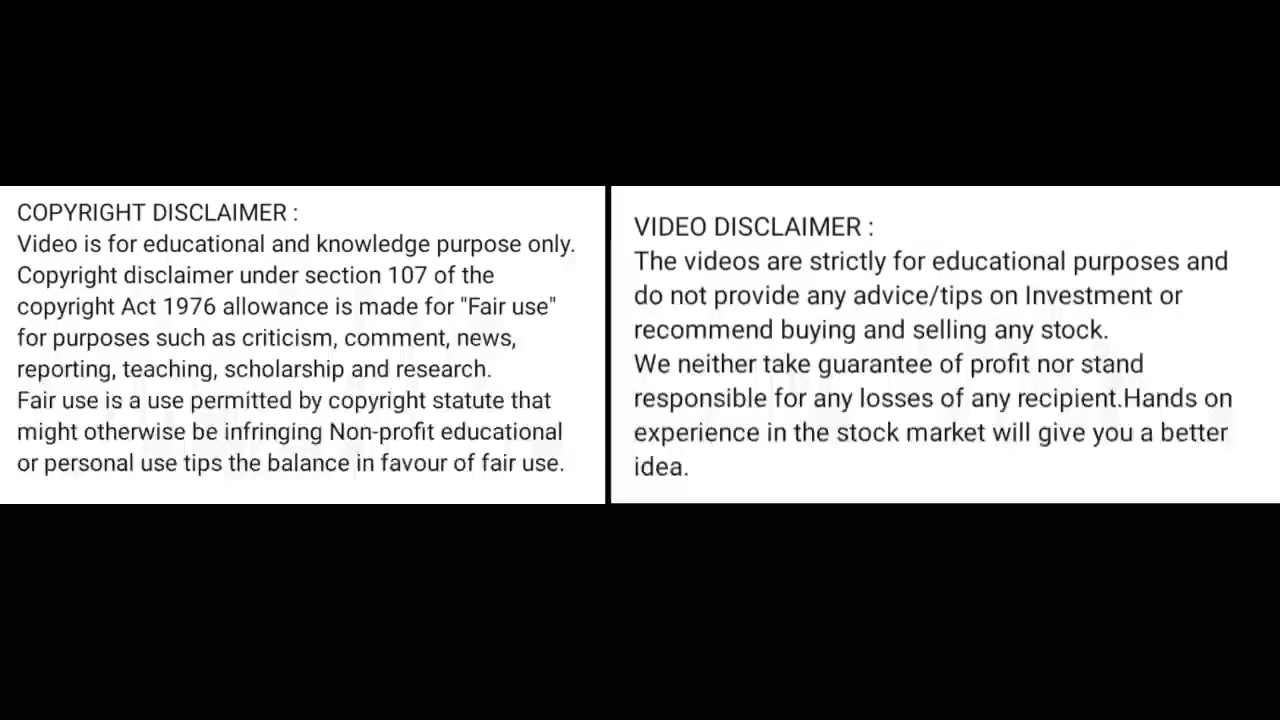 COPYRIGHT DISCLAIMER :
Video is for educational and knowledge purpose only.
Copyright disclaimer under section 107 of the
copyright Act 1976 allowance is made for "Fair use"
for purposes such as criticism, comment, news,
reporting, teaching, scholarship and research.
Fair use is a use permitted by copyright statute that
might otherwise be infringing Non-profit educational
or personal use tips the balance in favour of fair use.
VIDEO DISCLAIMER :
The videos are strictly for educational purposes and
do not provide any advice/tips on Investment or
recommend buying and selling any stock.
We neither take guarantee of profit nor stand
responsible for any losses of any recipient.Hands on
experience in the stock market will give you a better
idea.